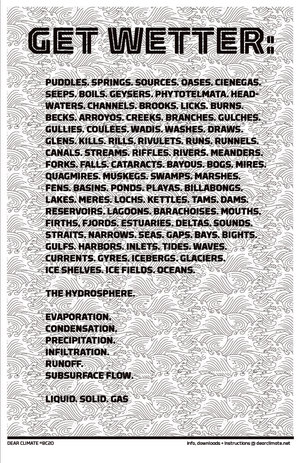 GET WETTER:
PUDDLES. SPRINGS. SOURCES. OASES. CIENEGAS.
SEEPS. BOILS. GEYSERS. PHYTOTELMATA. HEAD-
WATERS. CHANNELS. BROOKS. LICKS. BURNS.
BECKS. ARROYOS. CREEKS. BRANCHES. GULCHES.
GULLIES. COULEES. WADIS. WASHES. DRAWS.
GLENS. KILLS. RILLS. RIVULETS. RUNS. RUNNELS.
CANALS. STREAMS. RIFFLES. RIVERS. MEANDERS.
FORKS. FALLS. CATARACTS. BAYOUS. BOGS. MIRES.
QUAGMIRES. MUSKEGS. SWAMPS. MARSHES.
FENS. BASINS. PONDS. PLAYAS. BILLABONGS.
LAKES. MERES. LOCHS. KETTLES. TAMS. DAMS.
RESERVOIRS. LAGOONS. BARACHOISES. MOUTHS.
FIRTHS, FJORDS. ESTUARIES. DELTAS. SOUNDS.
STRAITS. NARROWS. SEAS. GAPS. BAYS. BIGHTS.
GULFS. HARBORS. INLETS. TIDES. WAVES.
CURRENTS. GYRES. ICEBERGS. GLACIERS.
ICE SHELVES. ICE FIELDS. OCEANS.
THE HYDROSPHERE.
EVAPORATION.
CONDENSATION.
PRECIPITATION.
INFILTRATION.
RUNOFF.
SUBSURFACE FLOW.
LIQUID. SOLID. GAS
DEAR CLIMATE
info, downloads + instructions @ dearclimate.net